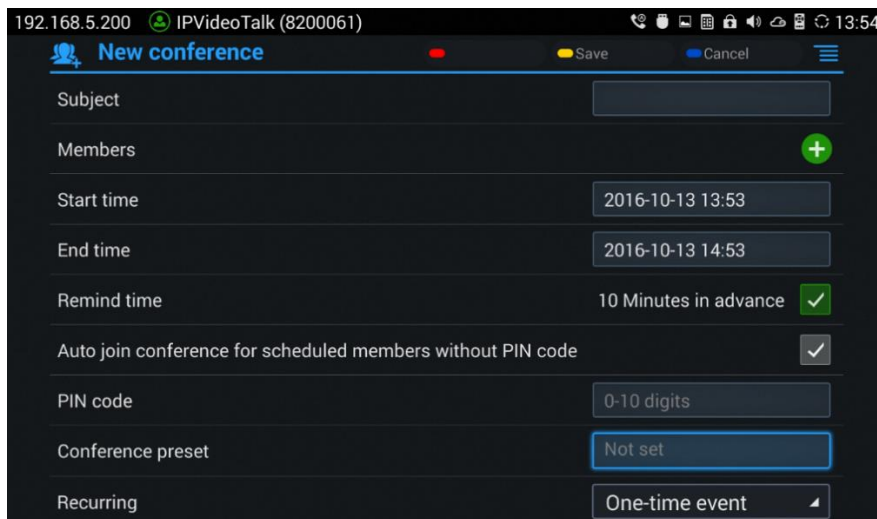 192.168.5.200 IPVideoTalk (8200061) 13:54
New conference Save Cancel
Subject
Members
Start time 2016-10-13 13:53
End time 2016-10-13 14:53
Remind time 10 Minutes in advance
Auto join conference for scheduled members without PIN code
PIN code 0-10 digits
Conference preset Not set
Recurring One-time event